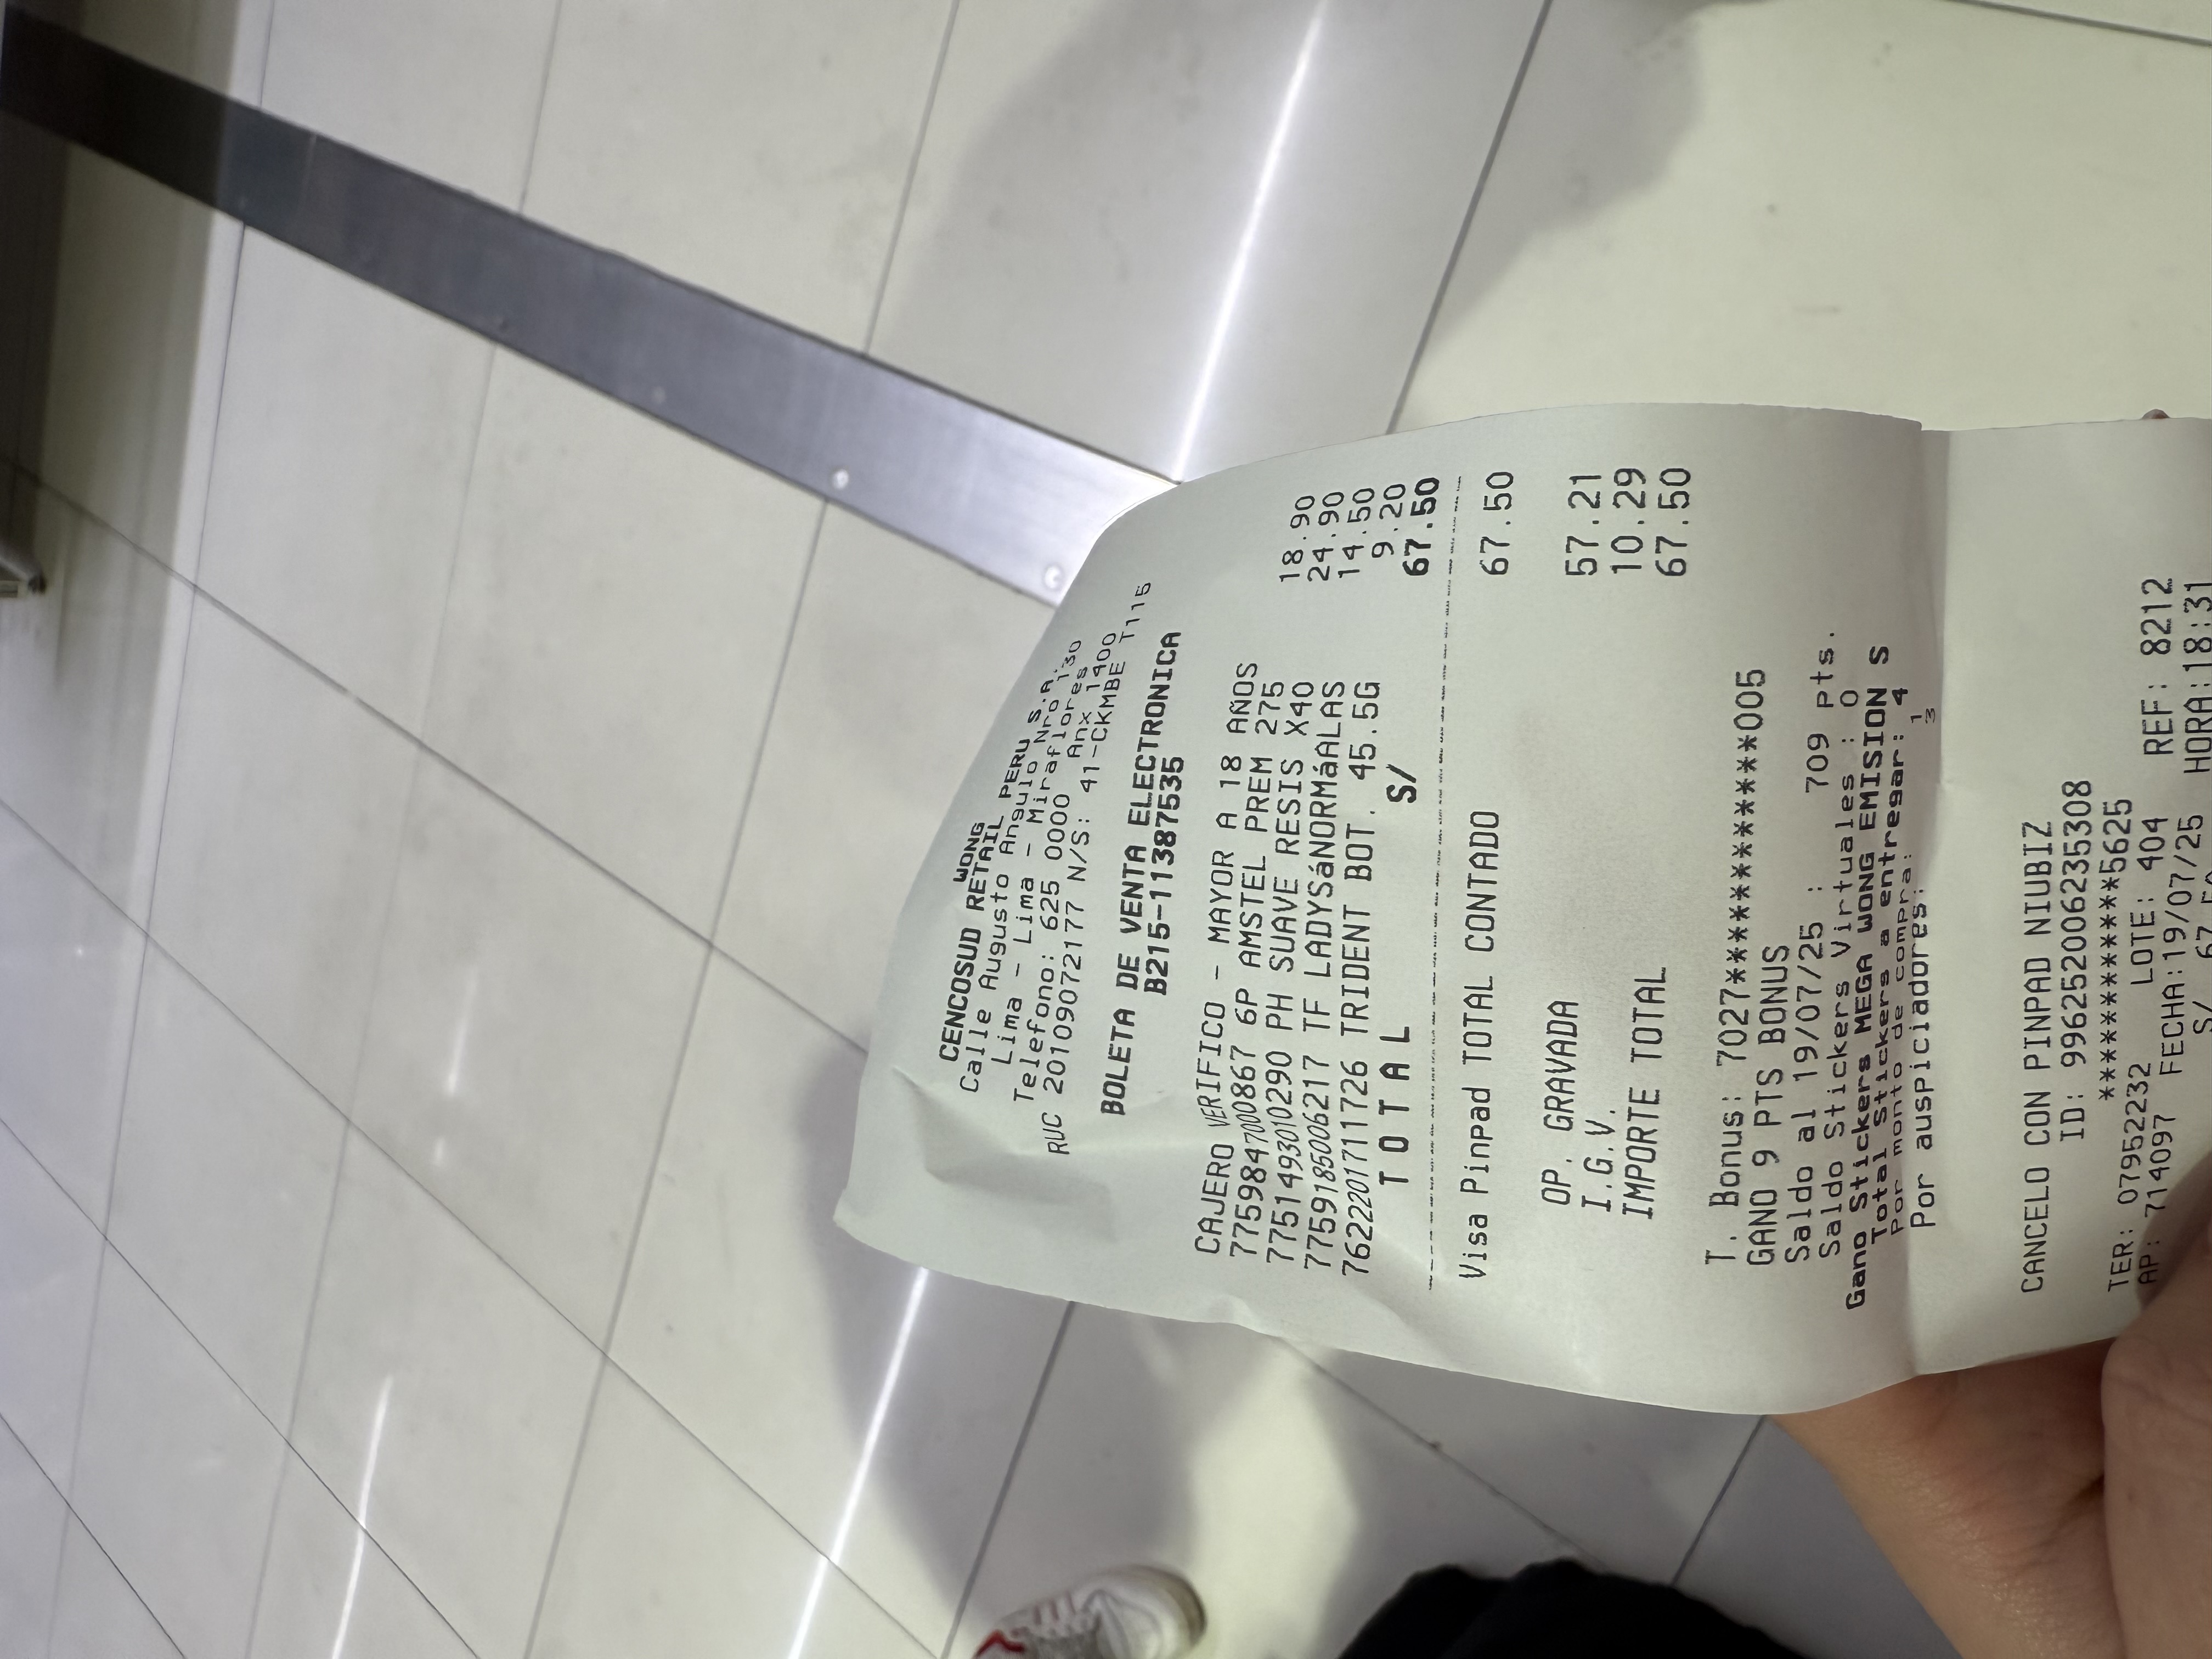 WONG
CENCOSUD RETAIL PERU S.A.
Calle Augusto Angulo Nro 130
Lima - Lima - Miraflores
Telefono: 625 0000 Anx 1400
RUC 20109072177 N/S: 41-CKMBE T115
BOLETA DE VENTA ELECTRONICA
B215-11387535
CAJERO VERIFICO - MAYOR A 18 AÑOS
7759847000867 6P AMSTEL PREM 275 18.90
7751493010290 PH SUAVE RESIS X40 24.90
7759185006217 TF LADYSáNORMáALAS 14.50
7622201711726 TRIDENT BOT. 45.5G 9.20
T O T A L S/ 67.50
Visa Pinpad TOTAL CONTADO 67.50
OP. GRAVADA 57.21
I.G.V. 10.29
IMPORTE TOTAL 67.50
T. Bonus: 7027************005
GANO 9 PTS BONUS
Saldo al 19/07/25 : 709 pts.
Saldo Stickers Virtuales : 0
Gano Stickers MEGA WONG EMISION S
Total Stickers a entregar: 4
Por monto de compra: 1
Por auspiciadores: 3
CANCELO CON PINPAD NIUBIZ
ID: 996252006235308
************5625
TER: 07952232 LOTE: 404 REF: 8212
AP: 714097 FECHA:19/07/25 HORA:18:31
S/ 67.50